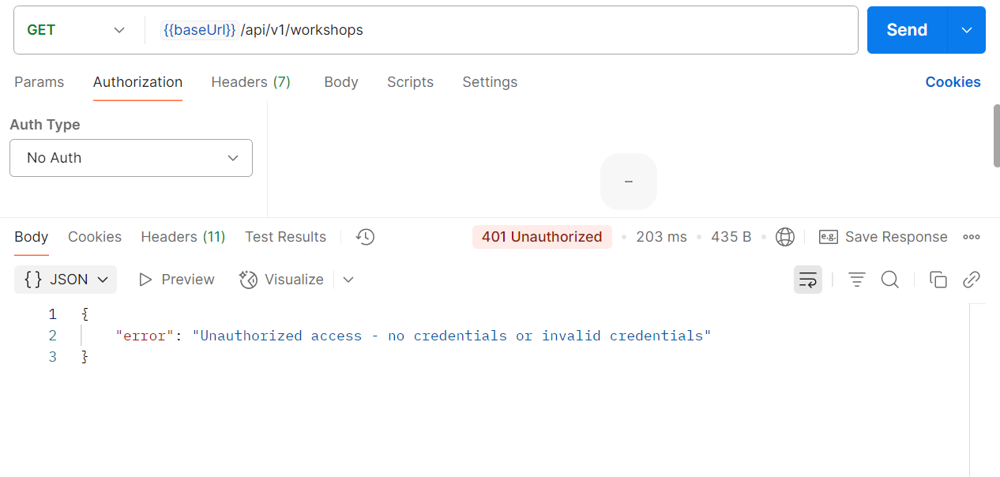 GET {{baseUrl}} /api/v1/workshops Send
Params Authorization Headers (7) Body Scripts Settings Cookies
Auth Type
No Auth
–
Body Cookies Headers (11) Test Results 401 Unauthorized • 203 ms • 435 B • e.g. Save Response
{} JSON Preview Visualize
1 {
2 "error": "Unauthorized access - no credentials or invalid credentials"
3 }